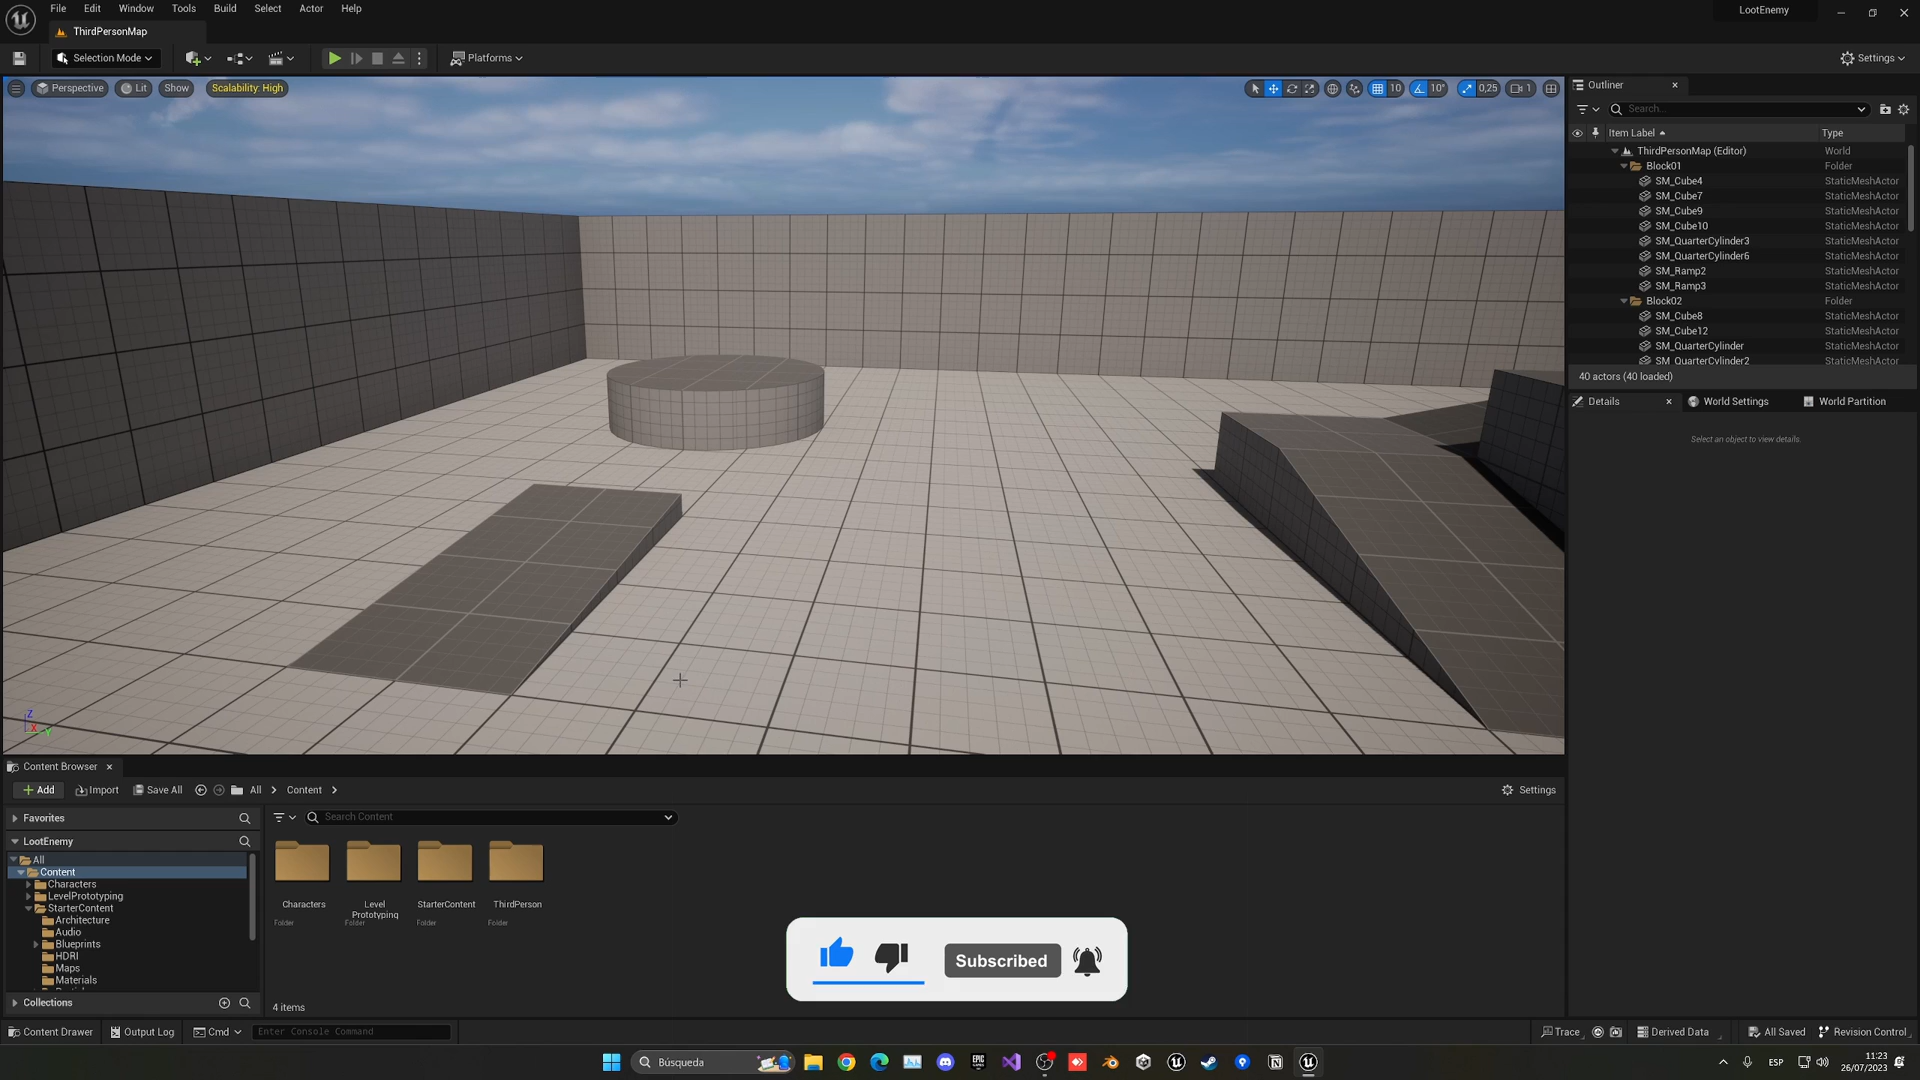 File Edit Window Tools Build Select Actor Help
LootEnemy
ThirdPersonMap
Selection Mode
Platforms
Settings
Perspective
Lit
Show
Scalability: High
10
10°
0,25
1
Outliner
Search...
Item Label
Type
ThirdPersonMap (Editor) World
Block01 Folder
SM_Cube4 StaticMeshActor
SM_Cube7 StaticMeshActor
SM_Cube9 StaticMeshActor
SM_Cube10 StaticMeshActor
SM_QuarterCylinder3 StaticMeshActor
SM_QuarterCylinder6 StaticMeshActor
SM_Ramp2 StaticMeshActor
SM_Ramp3 StaticMeshActor
Block02 Folder
SM_Cube8 StaticMeshActor
SM_Cube12 StaticMeshActor
SM_QuarterCylinder StaticMeshActor
SM_QuarterCylinder2 StaticMeshActor
40 actors (40 loaded)
Details World Settings World Partition
Select an object to view details.
Z
X
Y
Content Browser
Add Import Save All All Content Settings
Favorites
Search Content
LootEnemy
All
Content
Characters
LevelPrototyping
StarterContent
Architecture
Audio
Blueprints
HDRI
Maps
Materials
Collections
Characters
Folder
Level
Prototyping
Folder
StarterContent
Folder
ThirdPerson
Folder
4 items
Subscribed
Content Drawer Output Log Cmd Enter Console Command
Trace Derived Data All Saved Revision Control
Búsqueda
EPIC GAMES
ESP
11:23
26/07/2023